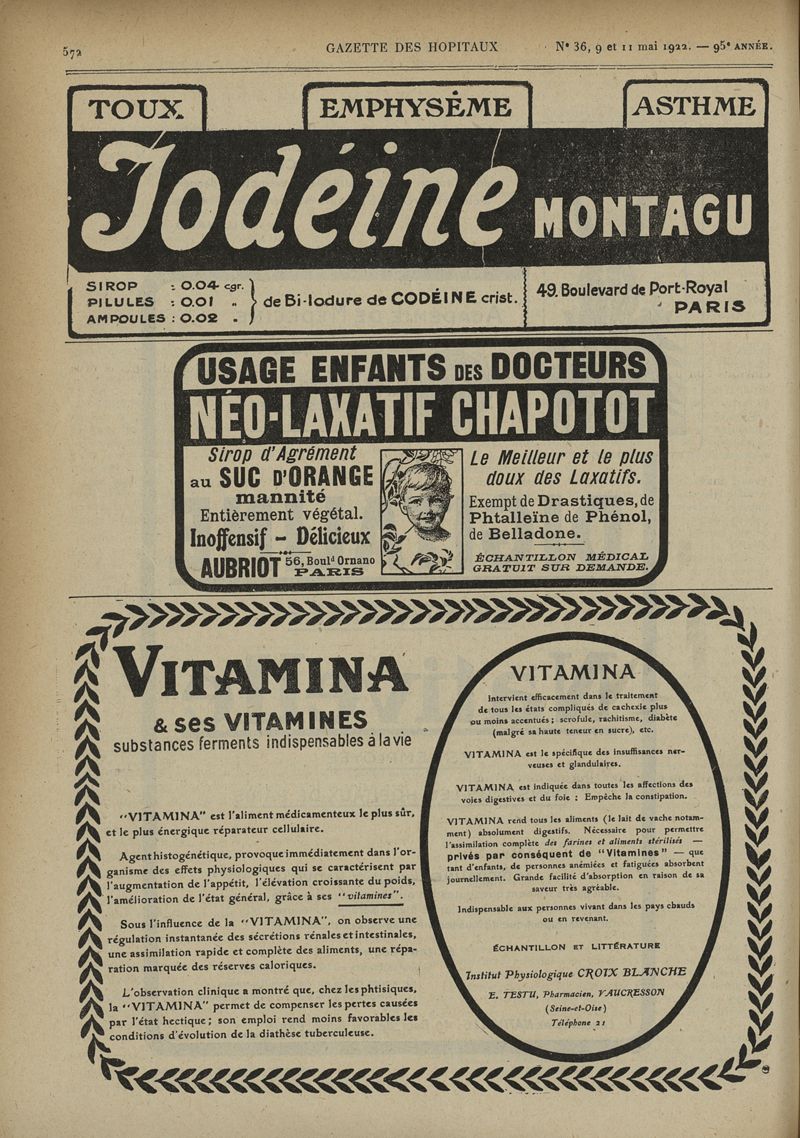 572
GAZETTE DES HOPITAUX
N° 36, 9 et 11 mai 1922. — 95e ANNÉE.
TOUX
EMPHYSÊME
ASTHME
Iodéine MONTAGU
SIROP : 0.04 cgr.
PILULES : 0.01 „
AMPOULES : 0.02 „
de Bi-Iodure de CODÉINE crist.
49. Boulevard de Port-Royal
PARIS
USAGE ENFANTS DES DOCTEURS
NÉO-LAXATIF CHAPOTOT
Sirop d'Agrément
au SUC D'ORANGE
mannité
Entièrement végétal.
Inoffensif – Délicieux
AUBRIOT 56, Boulᵈ Ornano
PARIS
Le Meilleur et le plus
doux des Laxatifs.
Exempt de Drastiques, de
Phtalleïne de Phénol,
de Belladone.
ÉCHANTILLON MÉDICAL
GRATUIT SUR DEMANDE.
VITAMINA
& ses VITAMINES
substances ferments indispensables à la vie
"VITAMINA" est l'aliment médicamenteux le plus sûr,
et le plus énergique réparateur cellulaire.
Agent histogénétique, provoque immédiatement dans l'or-
ganisme des effets physiologiques qui se caractérisent par
l'augmentation de l'appétit, l'élévation croissante du poids,
l'amélioration de l'état général, grâce à ses "vitamines".
Sous l'influence de la "VITAMINA", on observe une
régulation instantanée des sécrétions rénales et intestinales,
une assimilation rapide et complète des aliments, une répa-
ration marquée des réserves caloriques.
L'observation clinique a montré que, chez les phtisiques,
la "VITAMINA" permet de compenser les pertes causées
par l'état hectique ; son emploi rend moins favorables les
conditions d'évolution de la diathèse tuberculeuse.
VITAMINA
Intervient efficacement dans le traitement
de tous les états compliqués de cachexie plus
ou moins accentués ; scrofule, rachitisme, diabète
(malgré sa haute teneur en sucre), etc.
VITAMINA est le spécifique des insuffisances ner-
veuses et glandulaires.
VITAMINA est indiquée dans toutes les affections des
voies digestives et du foie : Empêche la constipation.
VITAMINA rend tous les aliments (le lait de vache notam-
ment) absolument digestifs. Nécessaire pour permettre
l'assimilation complète des farines et aliments stérilisés —
privés par conséquent de "Vitamines" — que
tant d'enfants, de personnes anémiées et fatiguées absorbent
journellement. Grande facilité d'absorption en raison de sa
saveur très agréable.
Indispensable aux personnes vivant dans les pays chauds
ou en revenant.
ÉCHANTILLON ET LITTÉRATURE
Institut Physiologique CROIX BLANCHE
E. TESTU, Pharmacien, VAUCRESSON
(Seine-et-Oise)
Téléphone 21